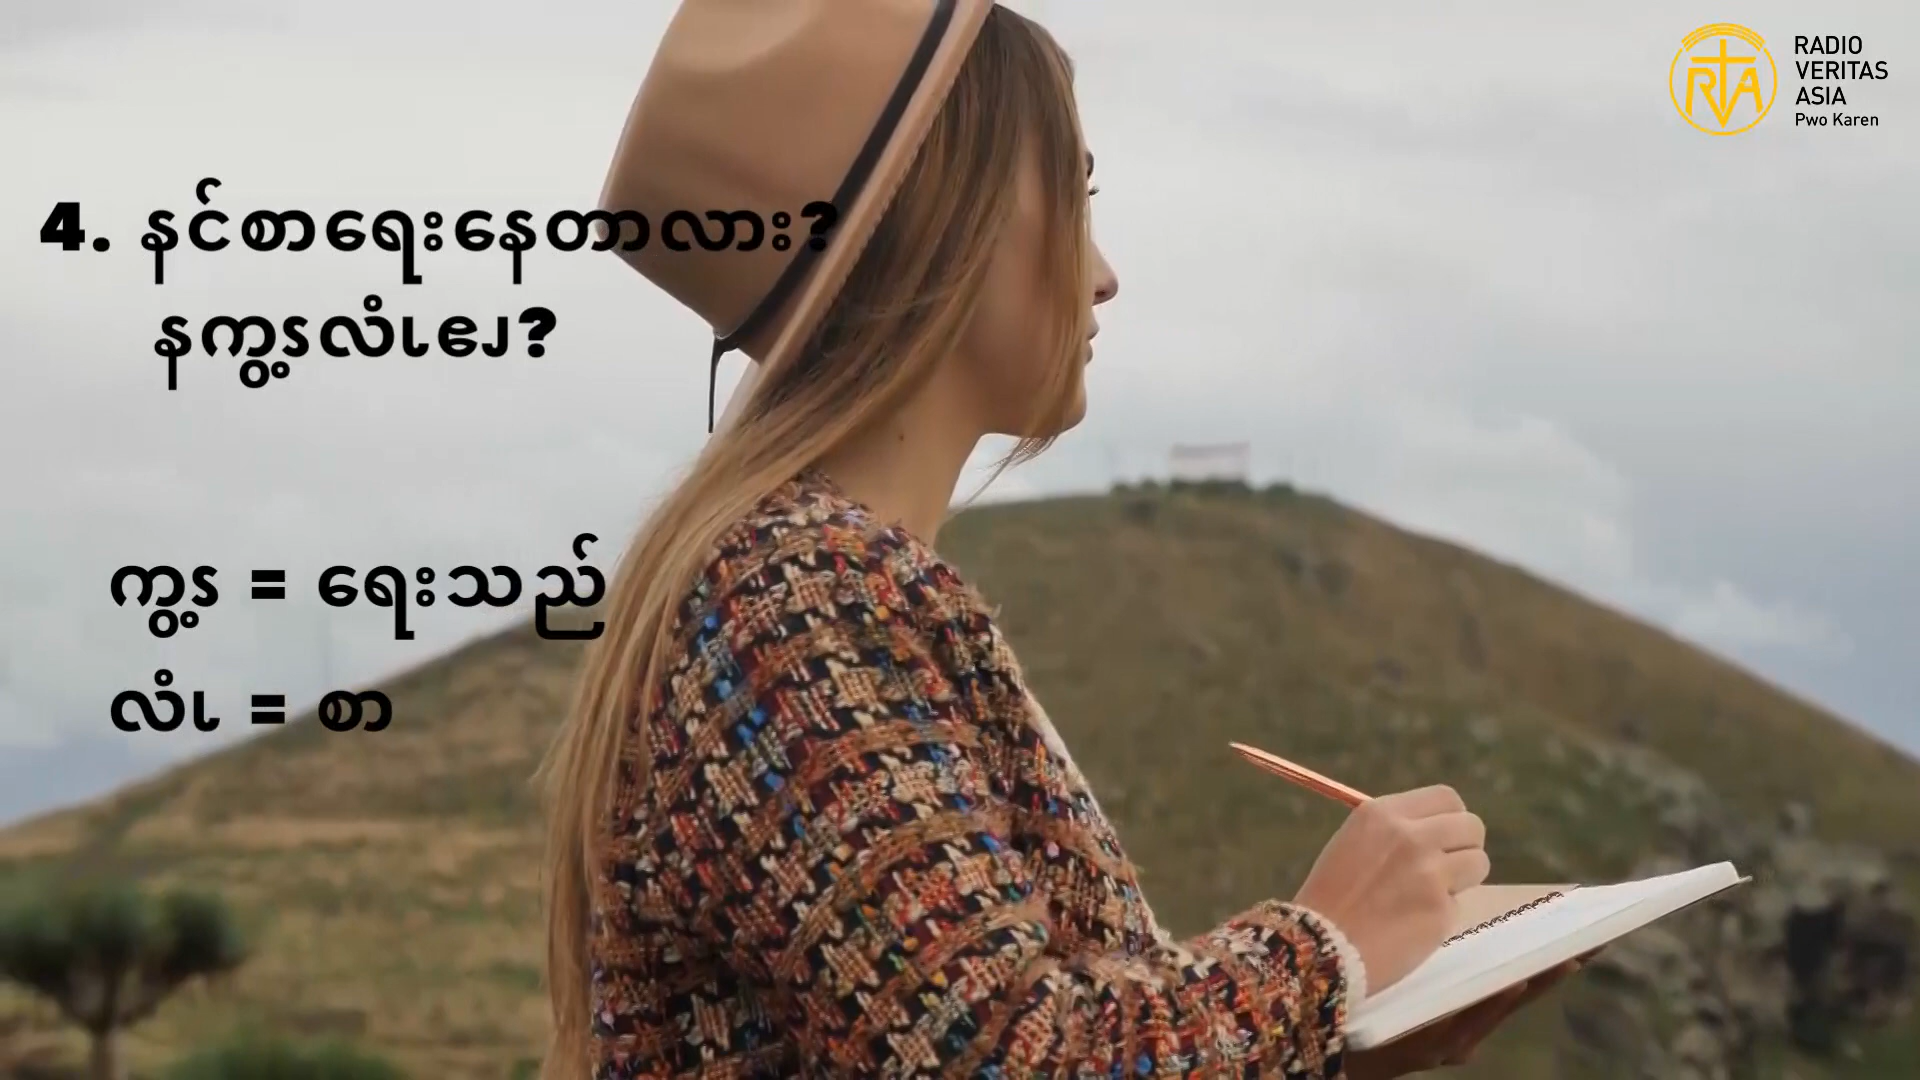 RADIO
VERITAS
ASIA
Pwo Karen
4. နင်စာရေးနေတာလား?
နကွ့ၭလံၬဧၪ?
ကွ့ၭ = ရေးသည်
လံၬ = စာ